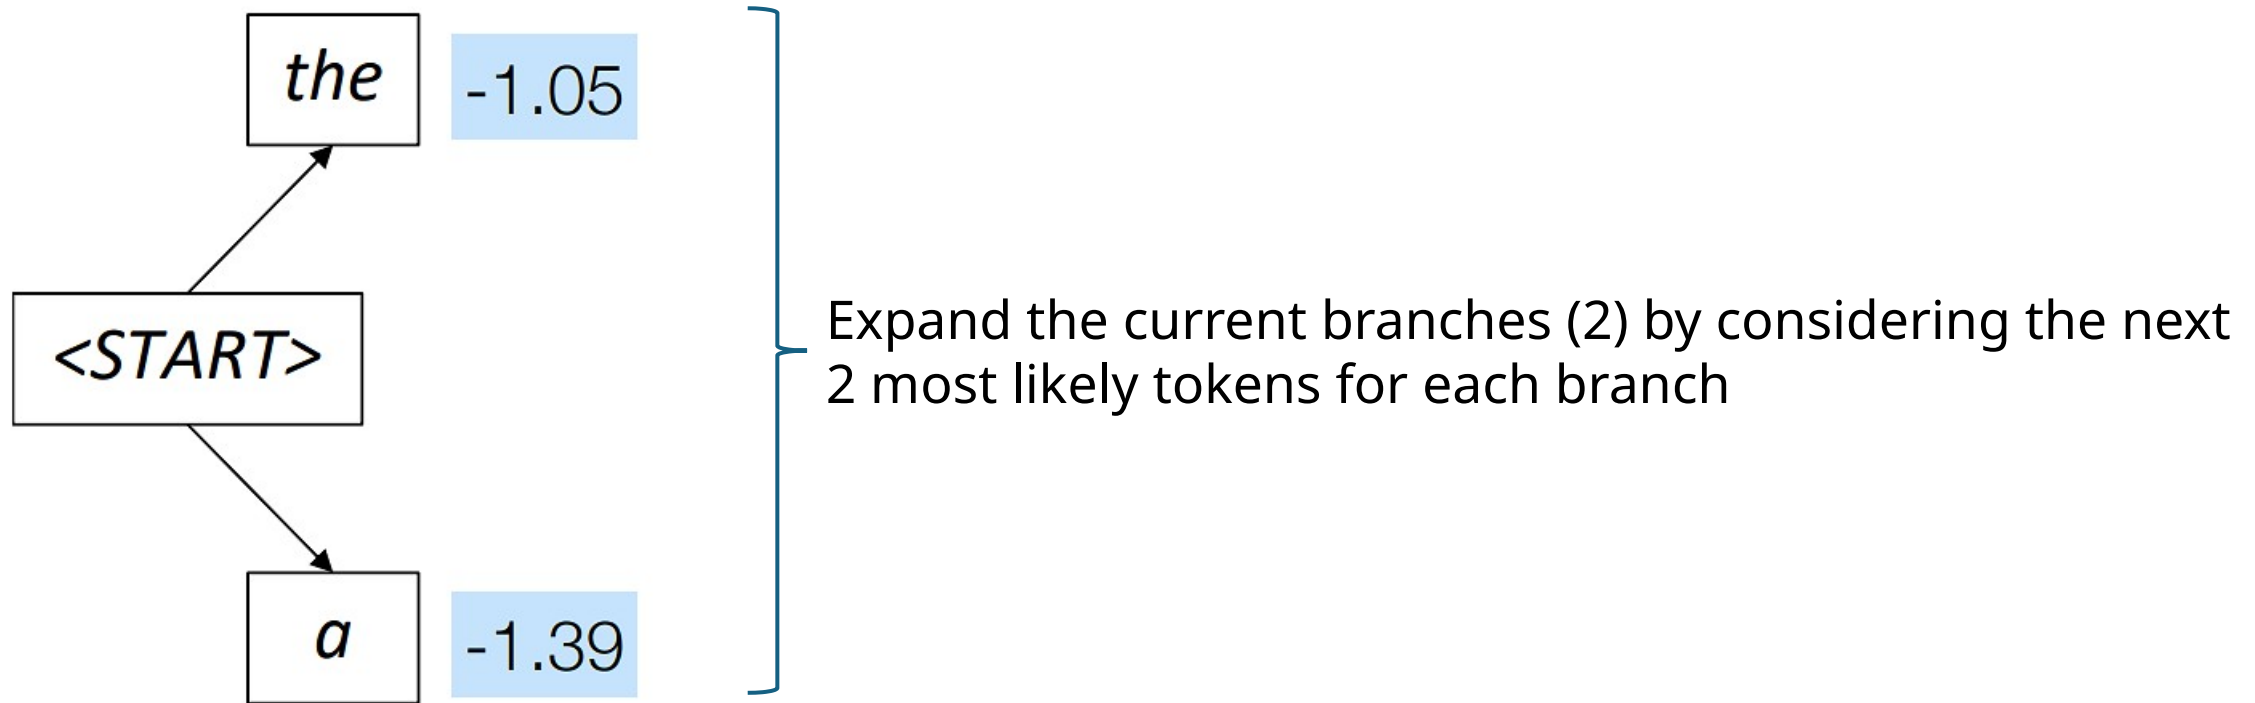 the
-1.05
<START>
Expand the current branches (2) by considering the next
2 most likely tokens for each branch
a
-1.39